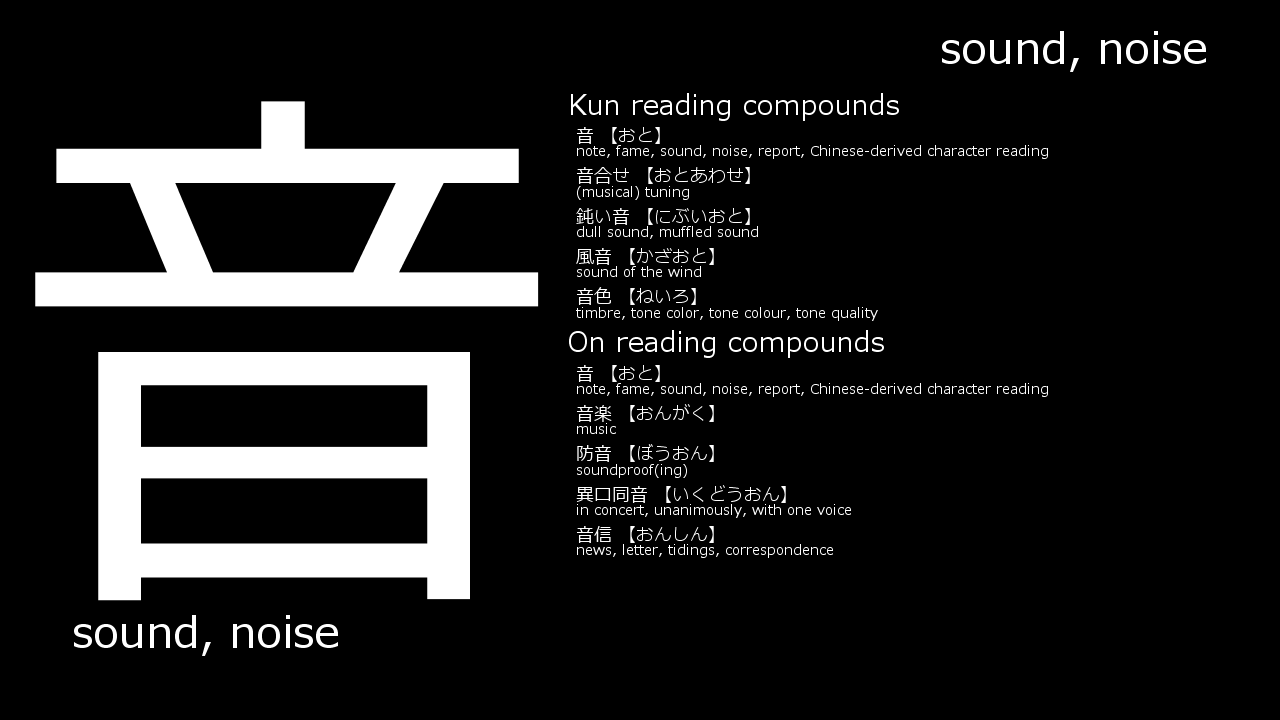 sound, noise
音
Kun reading compounds
音 【おと】
note, fame, sound, noise, report, Chinese-derived character reading
音合せ 【おとあわせ】
(musical) tuning
鈍い音 【にぶいおと】
dull sound, muffled sound
風音 【かざおと】
sound of the wind
音色 【ねいろ】
timbre, tone color, tone colour, tone quality
On reading compounds
音 【おと】
note, fame, sound, noise, report, Chinese-derived character reading
音楽 【おんがく】
music
防音 【ぼうおん】
soundproof(ing)
異口同音 【いくどうおん】
in concert, unanimously, with one voice
音信 【おんしん】
news, letter, tidings, correspondence
sound, noise